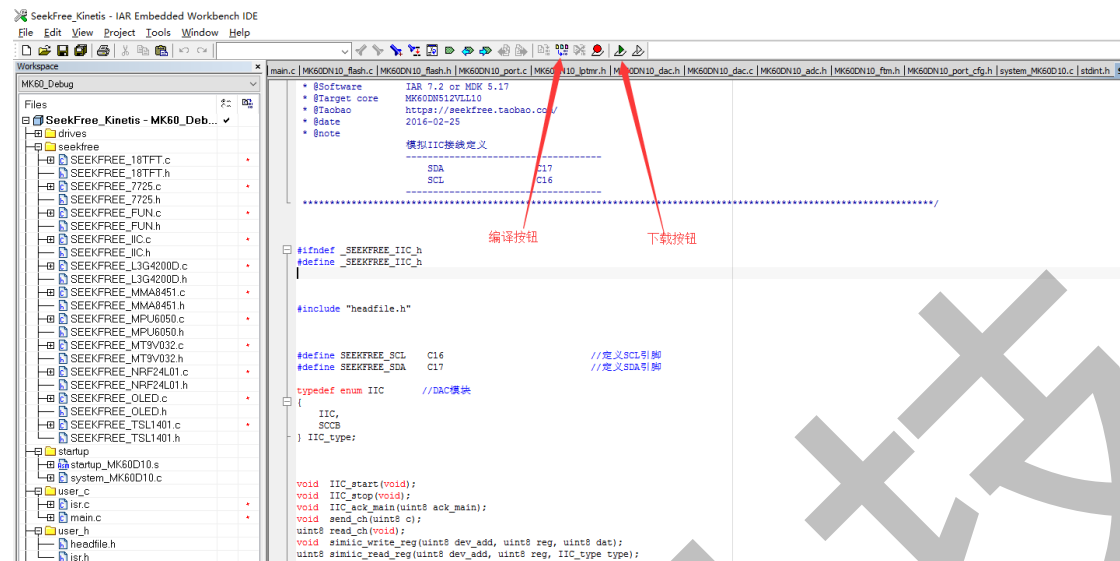 SeekFree_Kinetis - IAR Embedded Workbench IDE
File Edit View Project Tools Window Help
Workspace
MK60_Debug
Files
SeekFree_Kinetis - MK60_Deb...
drives
seekfree
SEEKFREE_18TFT.c
SEEKFREE_18TFT.h
SEEKFREE_7725.c
SEEKFREE_7725.h
SEEKFREE_FUN.c
SEEKFREE_FUN.h
SEEKFREE_IIC.c
SEEKFREE_IIC.h
SEEKFREE_L3G4200D.c
SEEKFREE_L3G4200D.h
SEEKFREE_MMA8451.c
SEEKFREE_MMA8451.h
SEEKFREE_MPU6050.c
SEEKFREE_MPU6050.h
SEEKFREE_MT9V032.c
SEEKFREE_MT9V032.h
SEEKFREE_NRF24L01.c
SEEKFREE_NRF24L01.h
SEEKFREE_OLED.c
SEEKFREE_OLED.h
SEEKFREE_TSL1401.c
SEEKFREE_TSL1401.h
startup
startup_MK60D10.s
system_MK60D10.c
user_c
isr.c
main.c
user_h
headfile.h
isr.h
main.c | MK60DN10_flash.c | MK60DN10_flash.h | MK60DN10_port.c | MK60DN10_lptmr.h | MK60DN10_dac.h | MK60DN10_dac.c | MK60DN10_adc.h | MK60DN10_ftm.h | MK60DN10_port_cfg.h | system_MK60D10.c | stdint.h
* @Software IAR 7.2 or MDK 5.17
* @Target core MK60DN512VLL10
* @Taobao https://seekfree.taobao.com/
* @date 2016-02-25
* @note
模拟IIC接线定义
------------------------------------
SDA C17
SCL C16
------------------------------------
编译按钮 下载按钮
#ifndef _SEEKFREE_IIC_h
#define _SEEKFREE_IIC_h
#include "headfile.h"
#define SEEKFREE_SCL C16 //定义SCL引脚
#define SEEKFREE_SDA C17 //定义SDA引脚
typedef enum IIC //DAC模块
{
IIC,
SCCB
} IIC_type;
void IIC_start(void);
void IIC_stop(void);
void IIC_ack_main(uint8 ack_main);
void send_ch(uint8 c);
uint8 read_ch(void);
void simiic_write_reg(uint8 dev_add, uint8 reg, uint8 dat);
uint8 simiic_read_reg(uint8 dev_add, uint8 reg, IIC_type type);